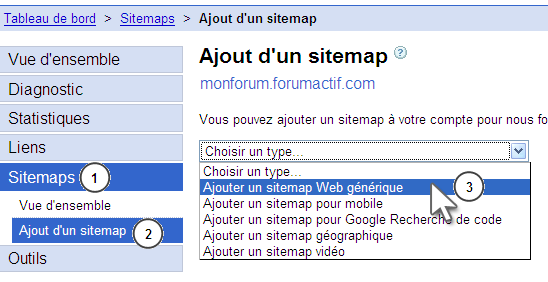 Tableau de bord > Sitemaps > Ajout d'un sitemap
Vue d'ensemble
Diagnostic
Statistiques
Liens
Sitemaps 1
Vue d'ensemble
Ajout d'un sitemap 2
Outils
Ajout d'un sitemap ?
monforum.forumactif.com
Vous pouvez ajouter un sitemap à votre compte pour nous fo
Choisir un type...
Choisir un type...
Ajouter un sitemap Web générique 3
Ajouter un sitemap pour mobile
Ajouter un sitemap pour Google Recherche de code
Ajouter un sitemap géographique
Ajouter un sitemap vidéo